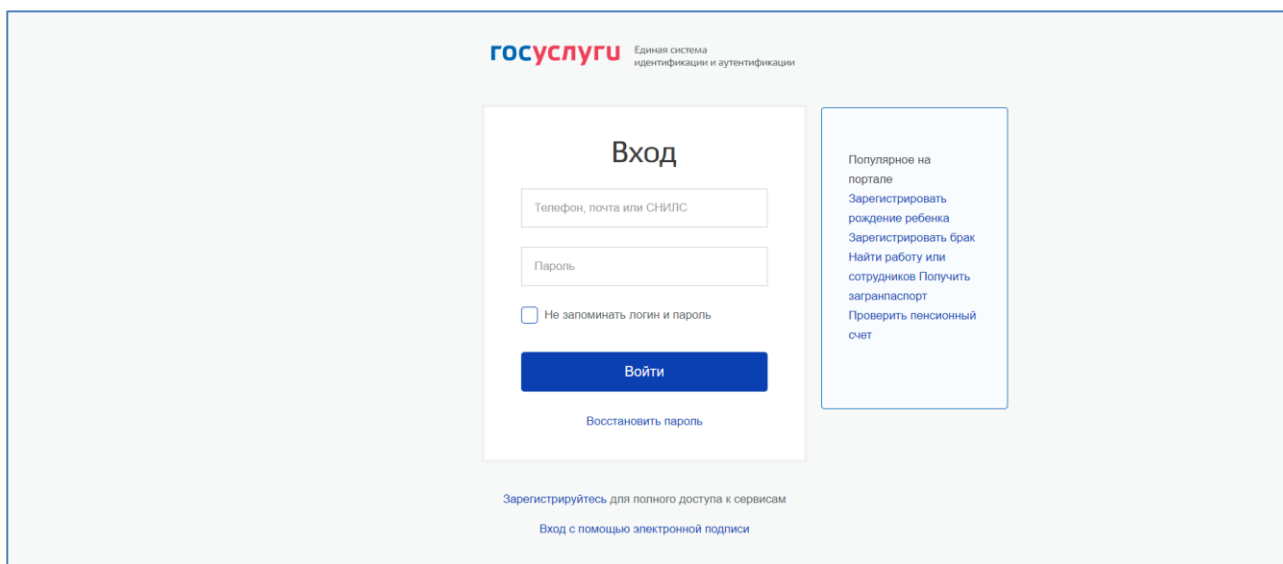 госуслуги
Единая система
идентификации и аутентификации
Вход
Телефон, почта или СНИЛС
Пароль
Не запоминать логин и пароль
Войти
Восстановить пароль
Популярное на
портале
Зарегистрировать
рождение ребенка
Зарегистрировать брак
Найти работу или
сотрудников Получить
загранпаспорт
Проверить пенсионный
счет
Зарегистрируйтесь для полного доступа к сервисам
Вход с помощью электронной подписи